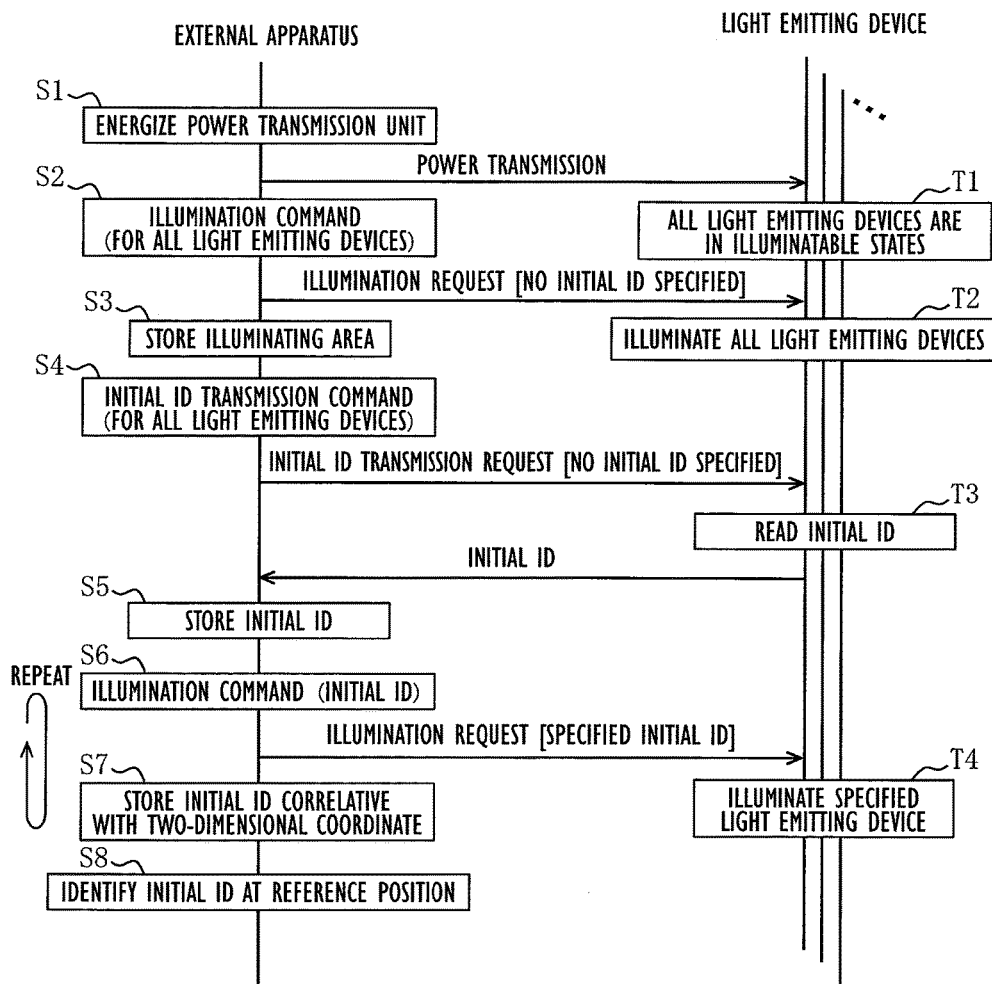 EXTERNAL APPARATUS
LIGHT EMITTING DEVICE
S1
ENERGIZE POWER TRANSMISSION UNIT
POWER TRANSMISSION
S2
ILLUMINATION COMMAND
(FOR ALL LIGHT EMITTING DEVICES)
T1
ALL LIGHT EMITTING DEVICES ARE
IN ILLUMINATABLE STATES
ILLUMINATION REQUEST [NO INITIAL ID SPECIFIED]
S3
STORE ILLUMINATING AREA
T2
ILLUMINATE ALL LIGHT EMITTING DEVICES
S4
INITIAL ID TRANSMISSION COMMAND
(FOR ALL LIGHT EMITTING DEVICES)
INITIAL ID TRANSMISSION REQUEST [NO INITIAL ID SPECIFIED]
T3
READ INITIAL ID
INITIAL ID
S5
STORE INITIAL ID
S6
REPEAT
ILLUMINATION COMMAND (INITIAL ID)
ILLUMINATION REQUEST [SPECIFIED INITIAL ID]
S7
STORE INITIAL ID CORRELATIVE
WITH TWO-DIMENSIONAL COORDINATE
T4
ILLUMINATE SPECIFIED
LIGHT EMITTING DEVICE
S8
IDENTIFY INITIAL ID AT REFERENCE POSITION